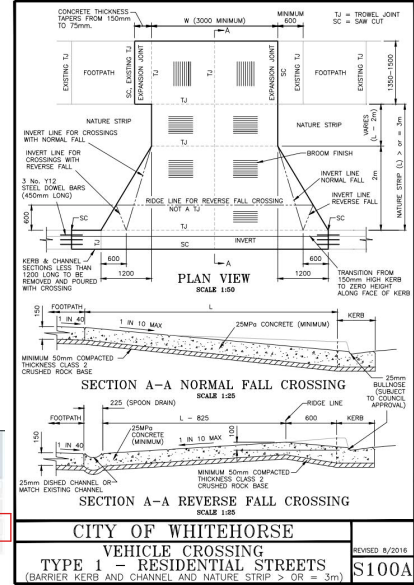 CONCRETE THICKNESS
TAPERS FROM 150mm
TO 75mm.
W (3000 MINIMUM)
MINIMUM
600
TJ = TROWEL JOINT
SC = SAW CUT
A
EXISTING TJ
FOOTPATH
SC, EXISTING TJ
EXPANSION JOINT
TJ
EXPANSION JOINT
SC
EXISTING TJ
FOOTPATH
EXISTING TJ
1350-1500
NATURE STRIP
TJ
NATURE STRIP
VARIES
(L - 2m)
NATURE STRIP (L) > OR = 3m
INVERT LINE FOR CROSSINGS
WITH NORMAL FALL
INVERT LINE FOR
CROSSINGS WITH
REVERSE FALL
TJ
BROOM FINISH
INVERT LINE
NORMAL FALL
INVERT LINE
REVERSE FALL
2m
3 No. Y12
STEEL DOWEL BARS
(450mm LONG)
RIDGE LINE FOR REVERSE FALL CROSSING
NOT A TJ
600
SC
SC
TJ
TJ
SC
INVERT
TJ
600
600
1200
1200
A
KERB & CHANNEL
SECTIONS LESS THAN
1200 LONG TO BE
REMOVED AND POURED
WITH CROSSING
PLAN VIEW
SCALE 1:50
TRANSITION FROM
150mm HIGH KERB
TO ZERO HEIGHT
ALONG FACE OF KERB
FOOTPATH
L
KERB
150
1 IN 40
1 IN 10 MAX
25MPa CONCRETE (MINIMUM)
MINIMUM 50mm COMPACTED
THICKNESS CLASS 2
CRUSHED ROCK BASE
25mm
BULLNOSE
(SUBJECT
TO COUNCIL
APPROVAL)
SECTION A-A NORMAL FALL CROSSING
SCALE 1:25
225 (SPOON DRAIN)
RIDGE LINE
FOOTPATH
L - 825
600
KERB
150
1 IN 40
25MPa
CONCRETE
(MINIMUM)
1 IN 10 MAX
25mm DISHED CHANNEL OR
MATCH EXISTING CHANNEL
MINIMUM 50mm COMPACTED
THICKNESS CLASS 2
CRUSHED ROCK BASE
SECTION A-A REVERSE FALL CROSSING
SCALE 1:25
CITY OF WHITEHORSE
VEHICLE CROSSING
TYPE 1 - RESIDENTIAL STREETS
(BARRIER KERB AND CHANNEL AND NATURE STRIP > OR = 3m)
REVISED 8/2016
S100A